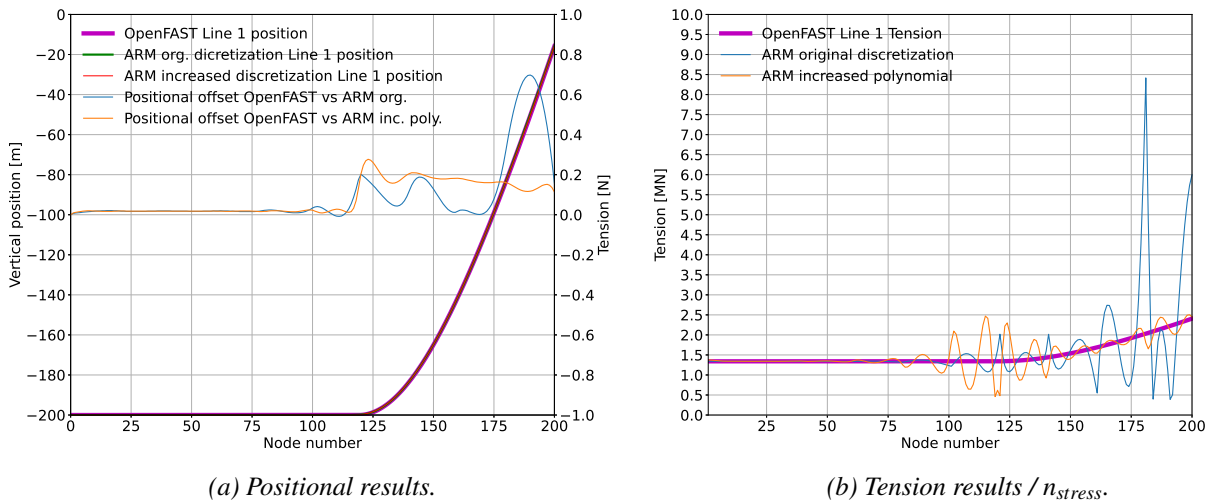 OpenFAST Line 1 position
ARM org. dicretization Line 1 position
ARM increased discretization Line 1 position
Positional offset OpenFAST vs ARM org.
Positional offset OpenFAST vs ARM inc. poly.
Vertical position [m]
0
−20
−40
−60
−80
−100
−120
−140
−160
−180
−200
0 25 50 75 100 125 150 175 200
Node number
1.0
0.8
0.6
0.4
0.2
0.0
−0.2
−0.4
−0.6
−0.8
−1.0
Tension [N]
(a) Positional results.
OpenFAST Line 1 Tension
ARM original discretization
ARM increased polynomial
Tension [MN]
10.0
9.5
9.0
8.5
8.0
7.5
7.0
6.5
6.0
5.5
5.0
4.5
4.0
3.5
3.0
2.5
2.0
1.5
1.0
0.5
0.0
25 50 75 100 125 150 175 200
Node number
(b) Tension results / nstress.